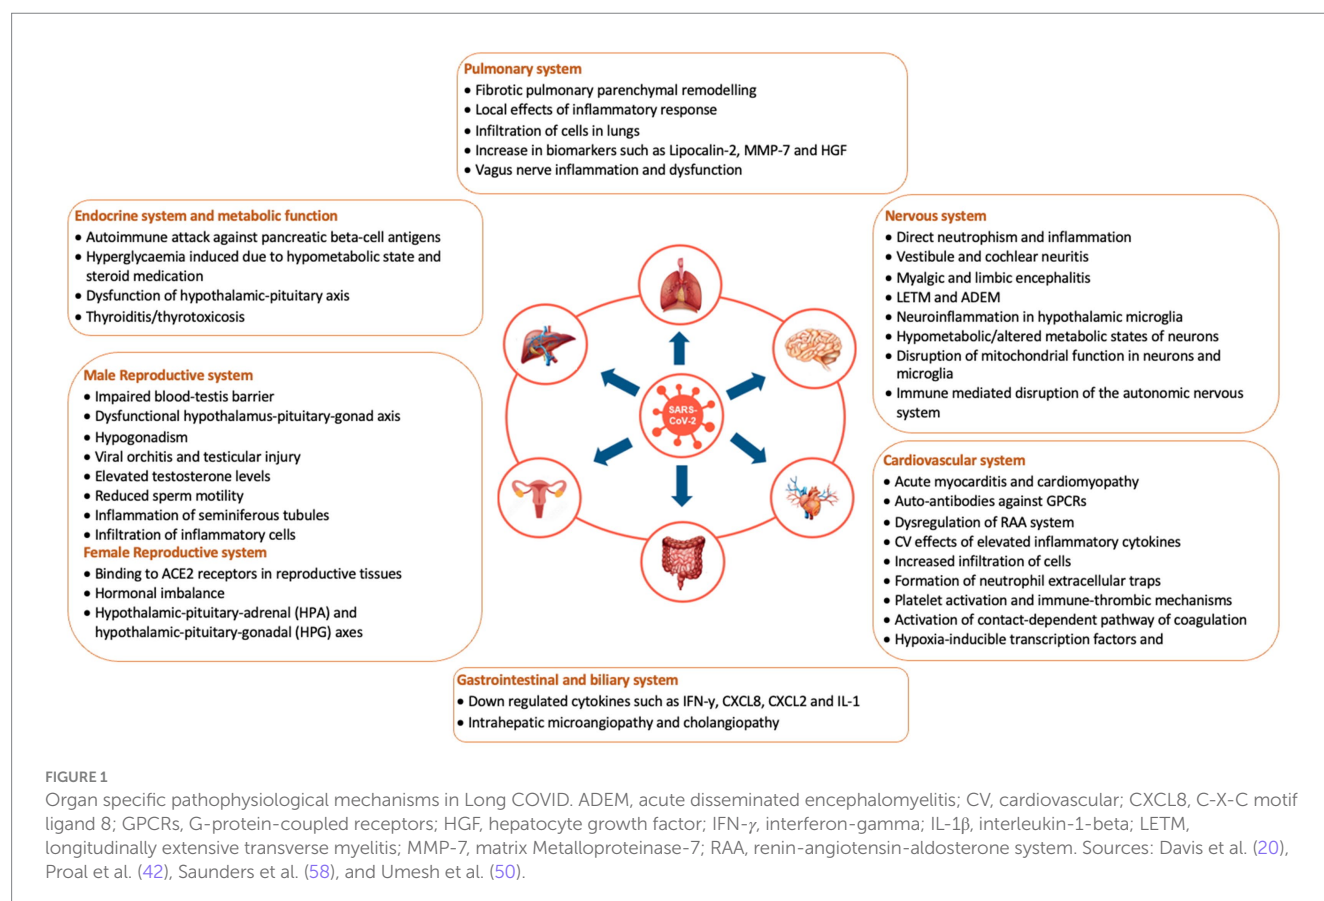 Pulmonary system
• Fibrotic pulmonary parenchymal remodelling
• Local effects of inflammatory response
• Infiltration of cells in lungs
• Increase in biomarkers such as Lipocalin-2, MMP-7 and HGF
• Vagus nerve inflammation and dysfunction
Endocrine system and metabolic function
• Autoimmune attack against pancreatic beta-cell antigens
• Hyperglycaemia induced due to hypometabolic state and
steroid medication
• Dysfunction of hypothalamic-pituitary axis
• Thyroiditis/thyrotoxicosis
Nervous system
• Direct neutrophism and inflammation
• Vestibule and cochlear neuritis
• Myalgic and limbic encephalitis
• LETM and ADEM
• Neuroinflammation in hypothalamic microglia
• Hypometabolic/altered metabolic states of neurons
• Disruption of mitochondrial function in neurons and
microglia
• Immune mediated disruption of the autonomic nervous
system
Male Reproductive system
• Impaired blood-testis barrier
• Dysfunctional hypothalamus-pituitary-gonad axis
• Hypogonadism
• Viral orchitis and testicular injury
• Elevated testosterone levels
• Reduced sperm motility
• Inflammation of seminiferous tubules
• Infiltration of inflammatory cells
Female Reproductive system
• Binding to ACE2 receptors in reproductive tissues
• Hormonal imbalance
• Hypothalamic-pituitary-adrenal (HPA) and
hypothalamic-pituitary-gonadal (HPG) axes
SARS-
CoV-2
Cardiovascular system
• Acute myocarditis and cardiomyopathy
• Auto-antibodies against GPCRs
• Dysregulation of RAA system
• CV effects of elevated inflammatory cytokines
• Increased infiltration of cells
• Formation of neutrophil extracellular traps
• Platelet activation and immune-thrombic mechanisms
• Activation of contact-dependent pathway of coagulation
• Hypoxia-inducible transcription factors and
Gastrointestinal and biliary system
• Down regulated cytokines such as IFN-y, CXCL8, CXCL2 and IL-1
• Intrahepatic microangiopathy and cholangiopathy
FIGURE 1
Organ specific pathophysiological mechanisms in Long COVID. ADEM, acute disseminated encephalomyelitis; CV, cardiovascular; CXCL8, C-X-C motif
ligand 8; GPCRs, G-protein-coupled receptors; HGF, hepatocyte growth factor; IFN-γ, interferon-gamma; IL-1β, interleukin-1-beta; LETM,
longitudinally extensive transverse myelitis; MMP-7, matrix Metalloproteinase-7; RAA, renin-angiotensin-aldosterone system. Sources: Davis et al. (20),
Proal et al. (42), Saunders et al. (58), and Umesh et al. (50).